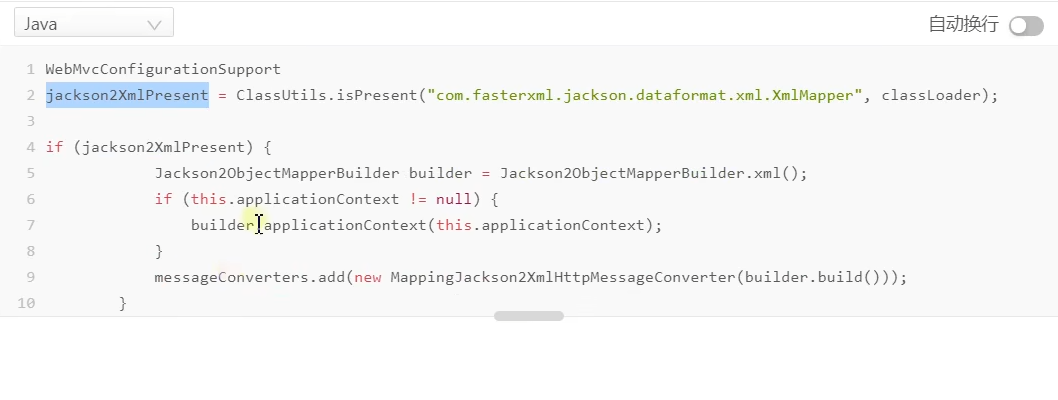 Java
自动换行
1 WebMvcConfigurationSupport
2 jackson2XmlPresent = ClassUtils.isPresent("com.fasterxml.jackson.dataformat.xml.XmlMapper", classLoader);
3
4 if (jackson2XmlPresent) {
5 Jackson2ObjectMapperBuilder builder = Jackson2ObjectMapperBuilder.xml();
6 if (this.applicationContext != null) {
7 builder.applicationContext(this.applicationContext);
8 }
9 messageConverters.add(new MappingJackson2XmlHttpMessageConverter(builder.build()));
10 }